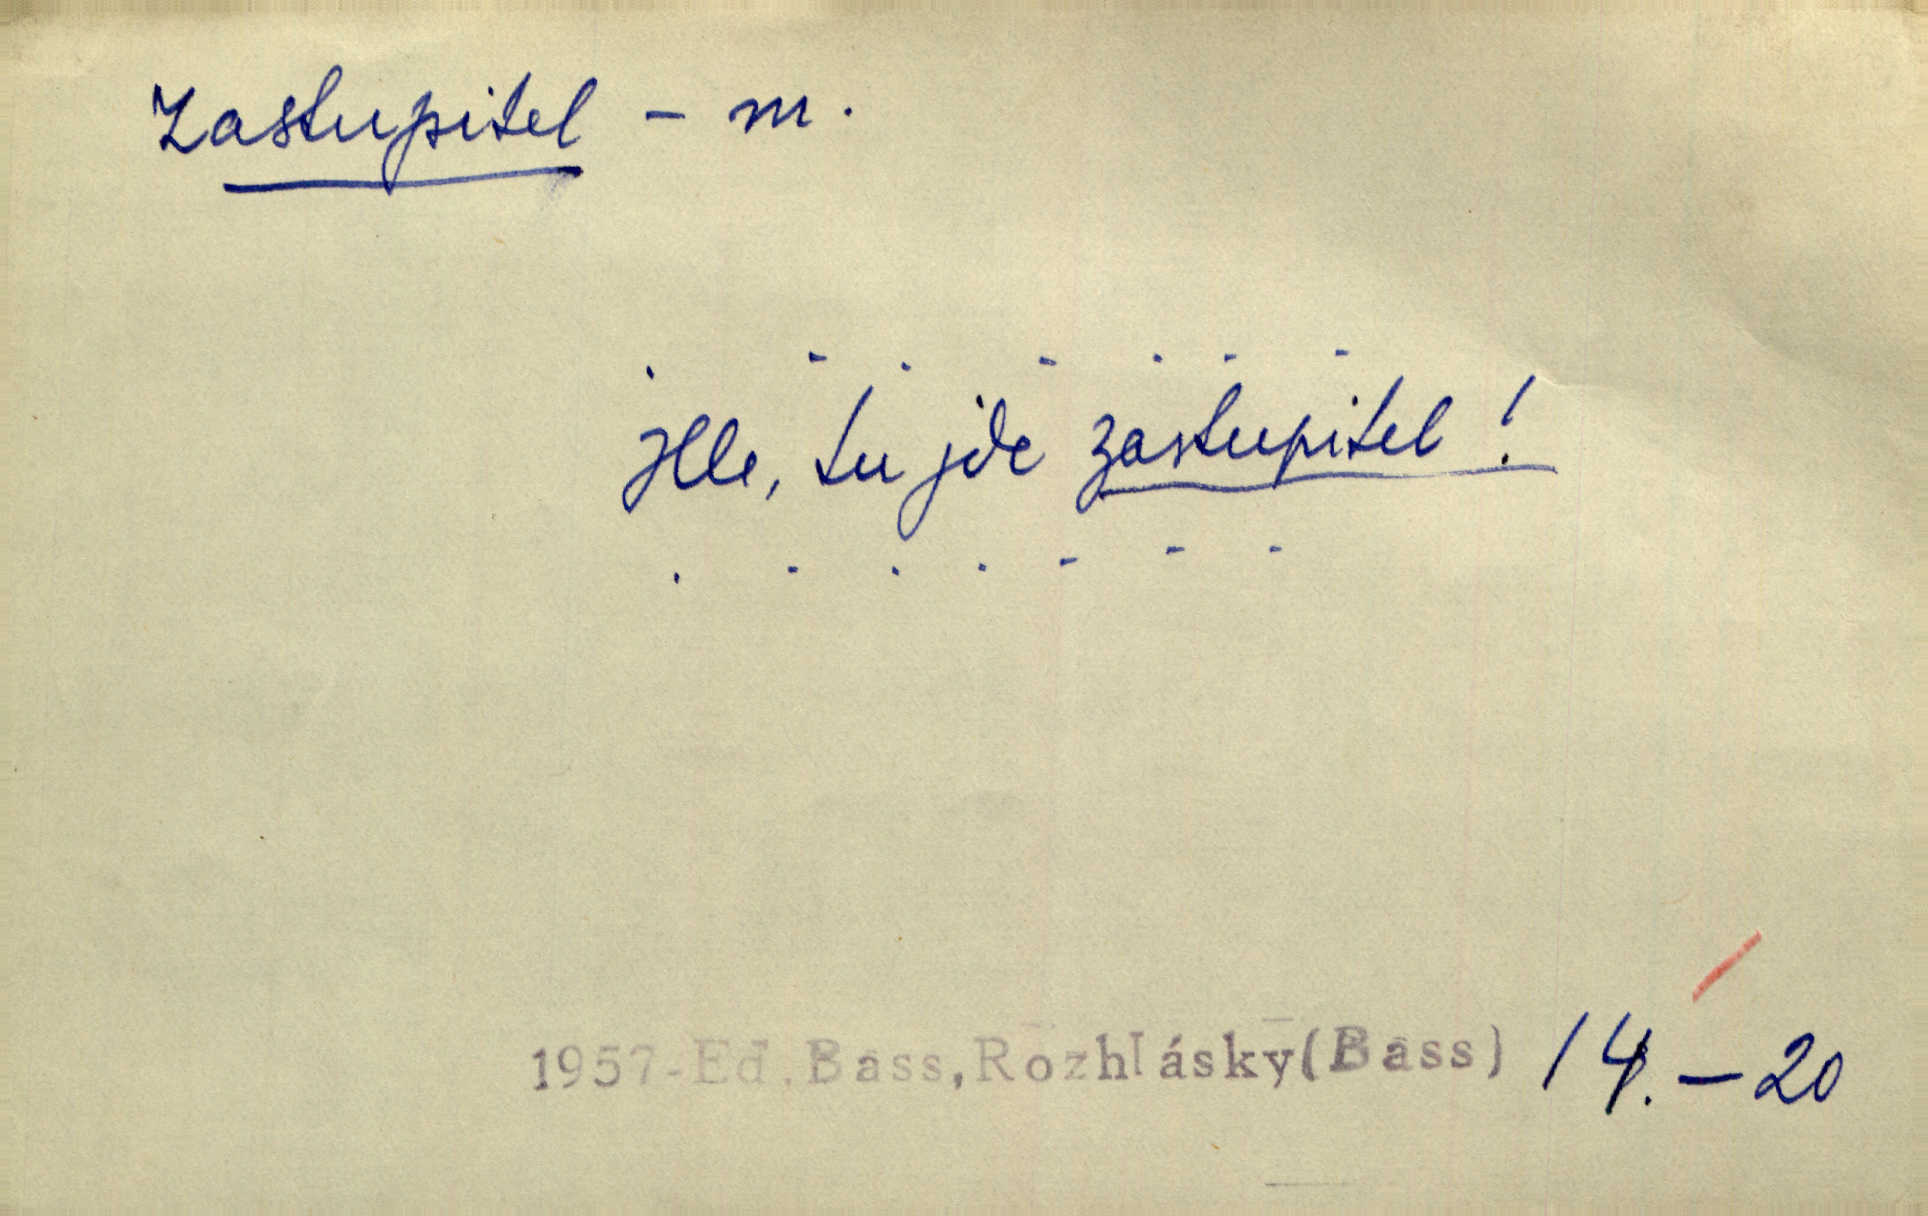 Zastupitel - m.
. - . - . - -
Hle, tu jde zastupitel!
. - . . - - -
1957-Ed.Bass,Rozhlásky(Bass) 14.-20